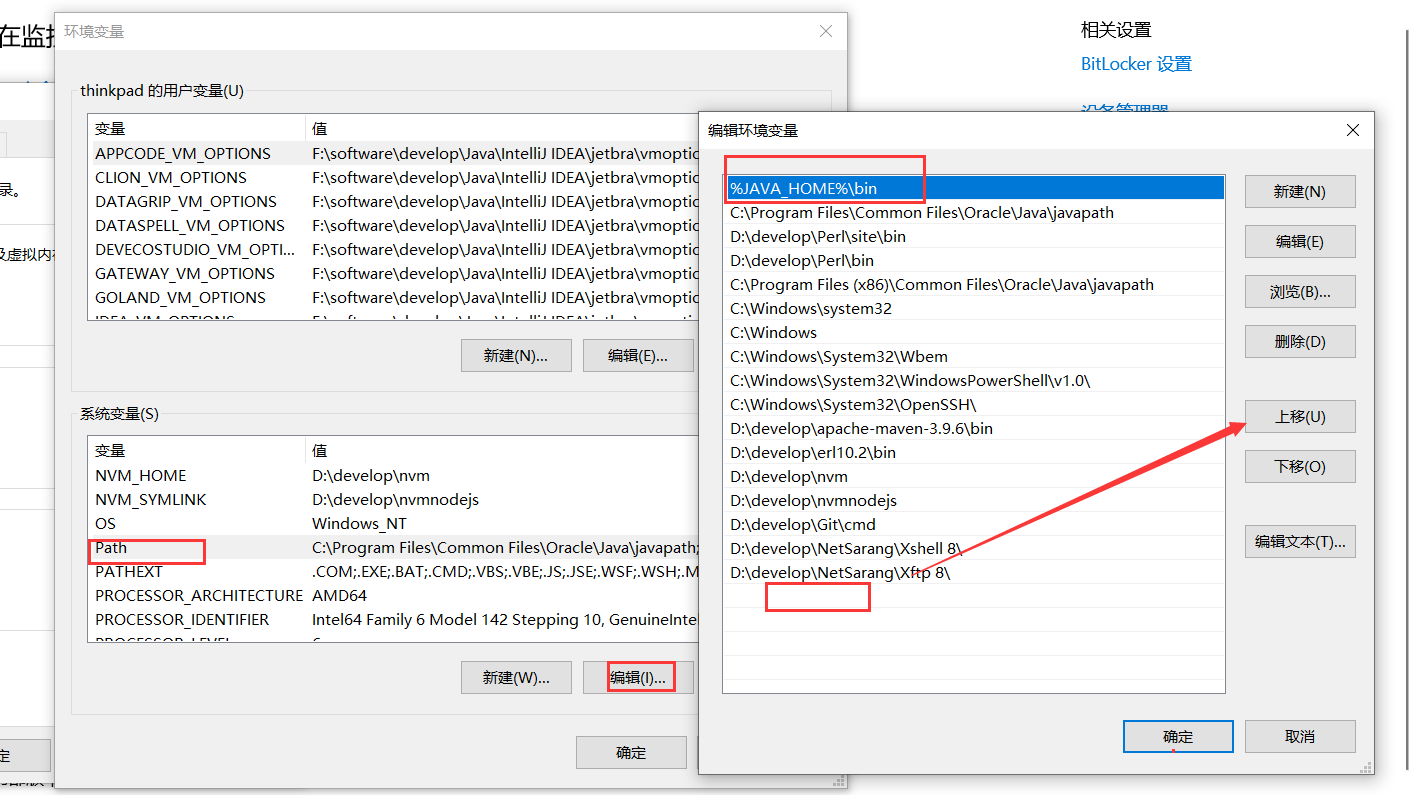 在监
环境变量
thinkpad 的用户变量(U)
变量 值
APPCODE_VM_OPTIONS F:\software\develop\Java\IntelliJ IDEA\jetbra\vmoptic
CLION_VM_OPTIONS F:\software\develop\Java\IntelliJ IDEA\jetbra\vmoptic
DATAGRIP_VM_OPTIONS F:\software\develop\Java\IntelliJ IDEA\jetbra\vmoptic
DATASPELL_VM_OPTIONS F:\software\develop\Java\IntelliJ IDEA\jetbra\vmoptic
DEVECOSTUDIO_VM_OPTI... F:\software\develop\Java\IntelliJ IDEA\jetbra\vmoptic
GATEWAY_VM_OPTIONS F:\software\develop\Java\IntelliJ IDEA\jetbra\vmoptic
GOLAND_VM_OPTIONS F:\software\develop\Java\IntelliJ IDEA\jetbra\vmoptic
新建(N)... 编辑(E)...
系统变量(S)
变量 值
NVM_HOME D:\develop\nvm
NVM_SYMLINK D:\develop\nvmnodejs
OS Windows_NT
Path C:\Program Files\Common Files\Oracle\Java\javapath;
PATHEXT .COM;.EXE;.BAT;.CMD;.VBS;.VBE;.JS;.JSE;.WSF;.WSH;.M
PROCESSOR_ARCHITECTURE AMD64
PROCESSOR_IDENTIFIER Intel64 Family 6 Model 142 Stepping 10, GenuineIntel
新建(W)... 编辑(I)...
确定
录。
及虚拟内
定
相关设置
BitLocker 设置
设备管理器
编辑环境变量
%JAVA_HOME%\bin
C:\Program Files\Common Files\Oracle\Java\javapath
D:\develop\Perl\site\bin
D:\develop\Perl\bin
C:\Program Files (x86)\Common Files\Oracle\Java\javapath
C:\Windows\system32
C:\Windows
C:\Windows\System32\Wbem
C:\Windows\System32\WindowsPowerShell\v1.0\
C:\Windows\System32\OpenSSH\
D:\develop\apache-maven-3.9.6\bin
D:\develop\erl10.2\bin
D:\develop\nvm
D:\develop\nvmnodejs
D:\develop\Git\cmd
D:\develop\NetSarang\Xshell 8\
D:\develop\NetSarang\Xftp 8\
新建(N)
编辑(E)
浏览(B)...
删除(D)
上移(U)
下移(O)
编辑文本(T)...
确定 取消